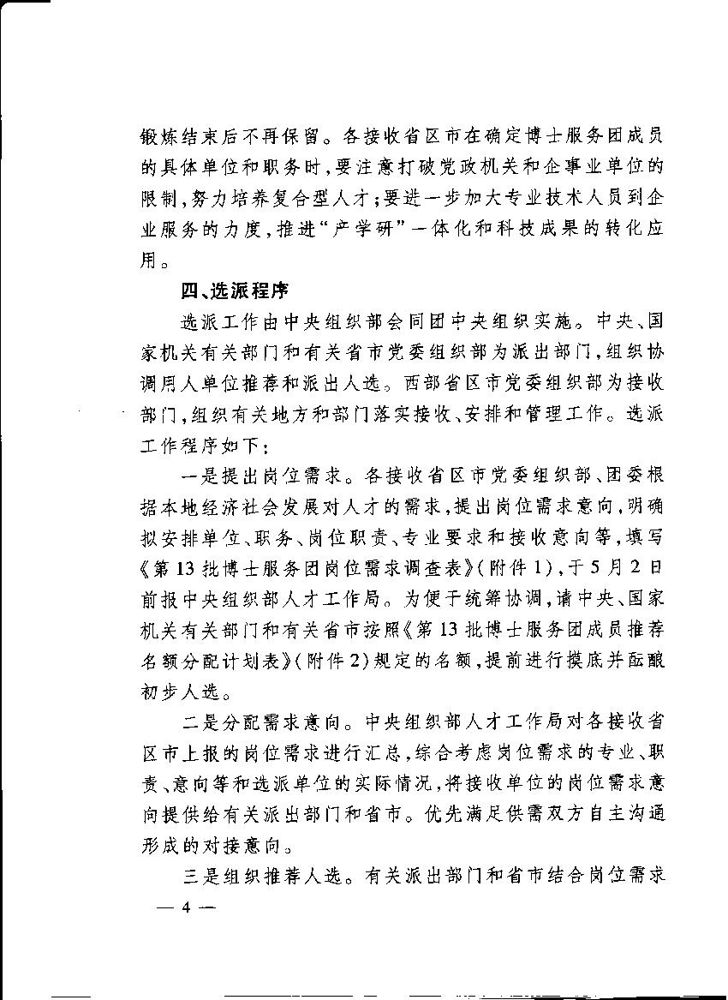 锻炼结束后不再保留。各接收省区市在确定博士服务团成员
的具体单位和职务时,要注意打破党政机关和企事业单位的
限制,努力培养复合型人才;要进一步加大专业技术人员到企
业服务的力度,推进“产学研”一体化和科技成果的转化应
用。
四、选派程序
选派工作由中央组织部会同团中央组织实施。中央、国
家机关有关部门和有关省市党委组织部为派出部门,组织协
调用人单位推荐和派出人选。西部省区市党委组织部为接收
部门,组织有关地方和部门落实接收、安排和管理工作。选派
工作程序如下:
一是提出岗位需求。各接收省区市党委组织部、团委根
据本地经济社会发展对人才的需求,提出岗位需求意向,明确
拟安排单位、职务、岗位职责、专业要求和接收意向等,填写
《第13批博士服务团岗位需求调查表》(附件1),于5月2日
前报中央组织部人才工作局。为便于统筹协调,请中央、国家
机关有关部门和有关省市按照《第13批博士服务团成员推荐
名额分配计划表》(附件2)规定的名额,提前进行摸底并酝酿
初步人选。
二是分配需求意向。中央组织部人才工作局对各接收省
区市上报的岗位需求进行汇总,综合考虑岗位需求的专业、职
责、意向等和选派单位的实际情况,将接收单位的岗位需求意
向提供给有关派出部门和省市。优先满足供需双方自主沟通
形成的对接意向。
三是组织推荐人选。有关派出部门和省市结合岗位需求
— 4 —